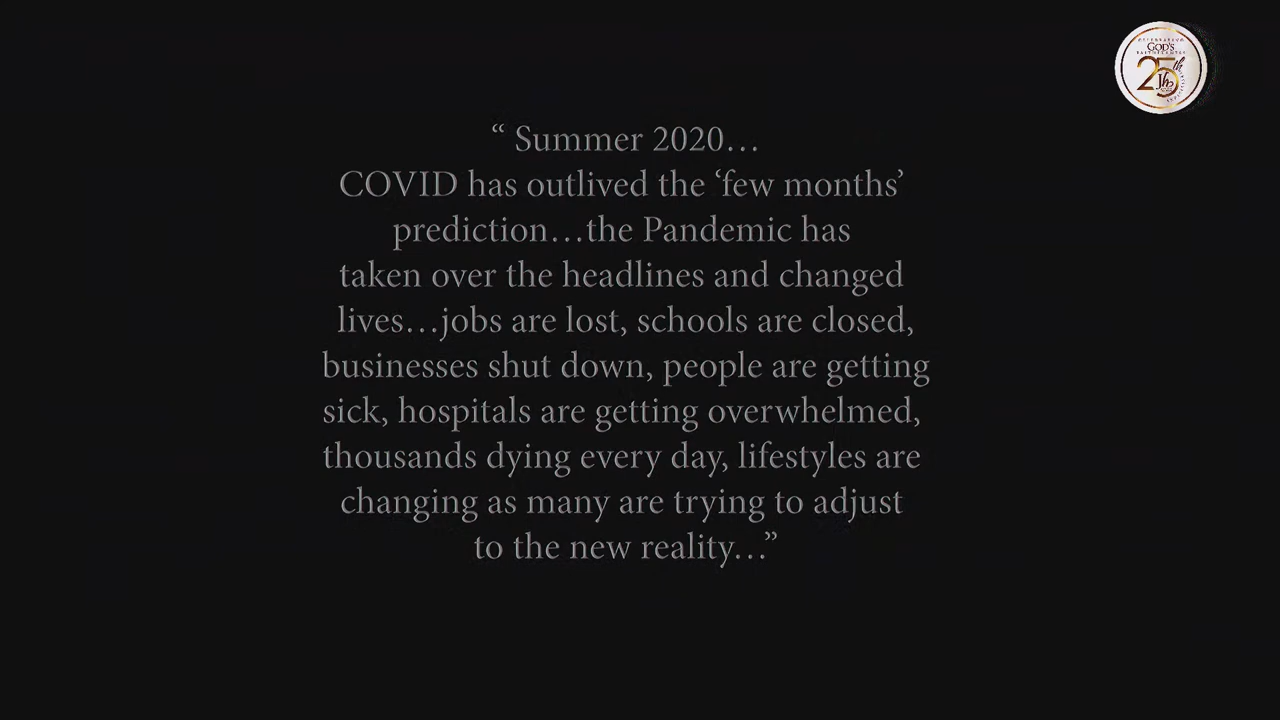 GOD'S
25th
“ Summer 2020…
COVID has outlived the ‘few months’
prediction…the Pandemic has
taken over the headlines and changed
lives…jobs are lost, schools are closed,
businesses shut down, people are getting
sick, hospitals are getting overwhelmed,
thousands dying every day, lifestyles are
changing as many are trying to adjust
to the new reality…”